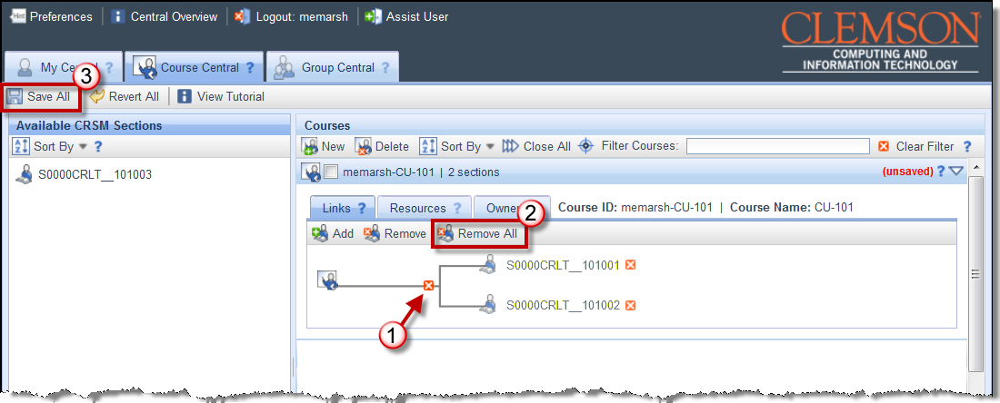 Preferences Central Overview Logout: memarsh Assist User
CLEMSON
COMPUTING AND
INFORMATION TECHNOLOGY
My Ce ? Course Central ? Group Central ?
3
Save All Revert All View Tutorial
Available CRSM Sections
Sort By ?
S0000CRLT__101003
Courses
New Delete Sort By Close All Filter Courses: Clear Filter ?
memarsh-CU-101 | 2 sections (unsaved) ?
Links ? Resources ? Owner Course ID: memarsh-CU-101 | Course Name: CU-101
2
Add Remove Remove All
S0000CRLT__101001
S0000CRLT__101002
1